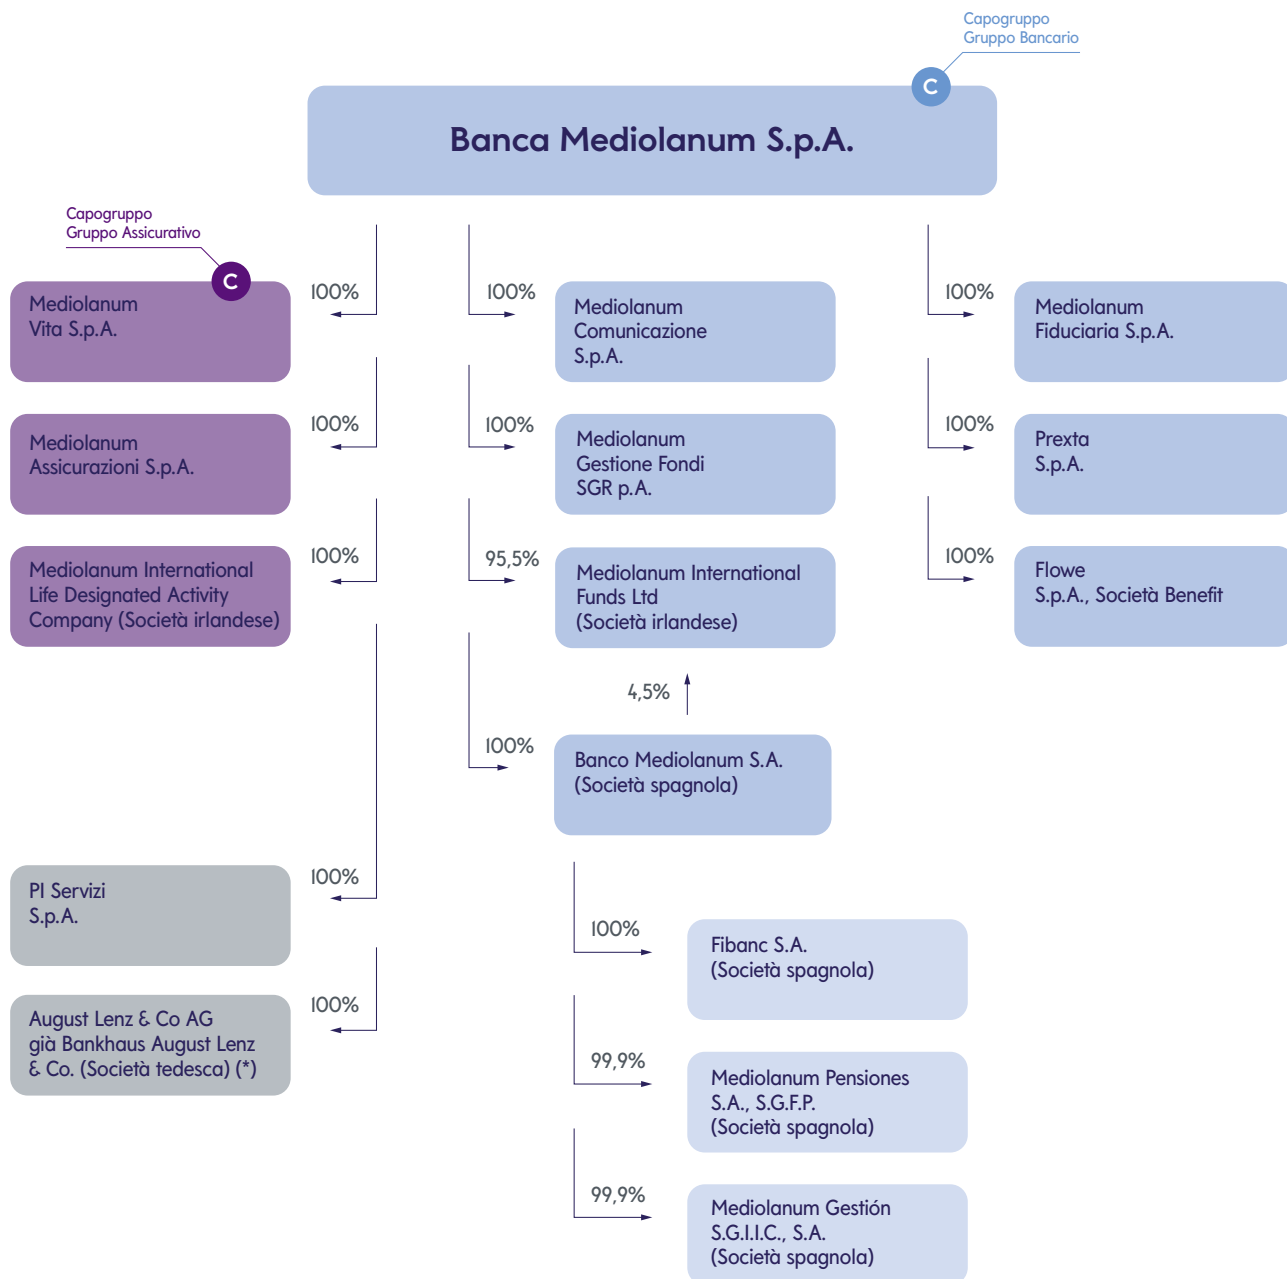 Capogruppo
Gruppo Bancario
C
Banca Mediolanum S.p.A.
Capogruppo
Gruppo Assicurativo
C
100%
Mediolanum
Vita S.p.A.
100%
Mediolanum
Assicurazioni S.p.A.
100%
Mediolanum International
Life Designated Activity
Company (Società irlandese)
100%
PI Servizi
S.p.A.
100%
August Lenz & Co AG
già Bankhaus August Lenz
& Co. (Società tedesca) (*)
100%
Mediolanum
Comunicazione
S.p.A.
100%
Mediolanum
Gestione Fondi
SGR p.A.
95,5%
Mediolanum International
Funds Ltd
(Società irlandese)
4,5%
100%
Banco Mediolanum S.A.
(Società spagnola)
100%
Fibanc S.A.
(Società spagnola)
99,9%
Mediolanum Pensiones
S.A., S.G.F.P.
(Società spagnola)
99,9%
Mediolanum Gestión
S.G.I.I.C., S.A.
(Società spagnola)
100%
Mediolanum
Fiduciaria S.p.A.
100%
Prexta
S.p.A.
100%
Flowe
S.p.A., Società Benefit